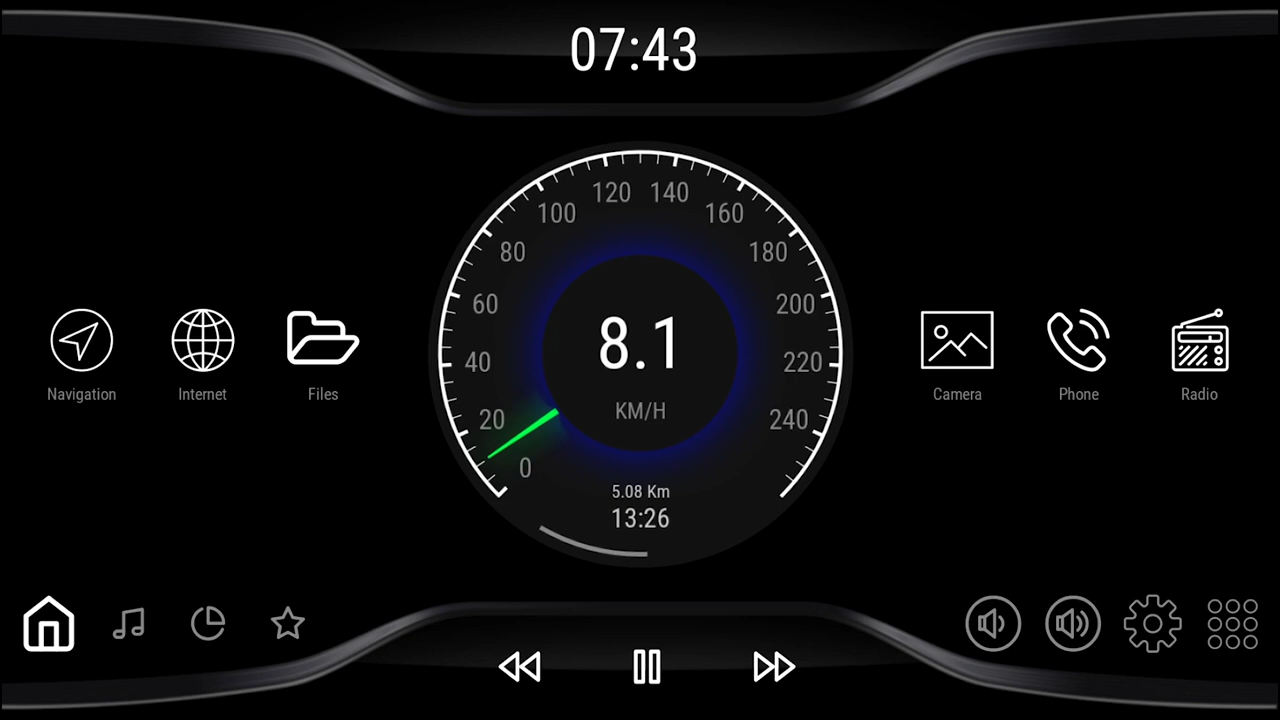 07:43
120 140
100 160
80 180
60 200
40 220
20 240
0
8.1
KM/H
5.08 Km
13:26
Navigation Internet Files
Camera Phone Radio